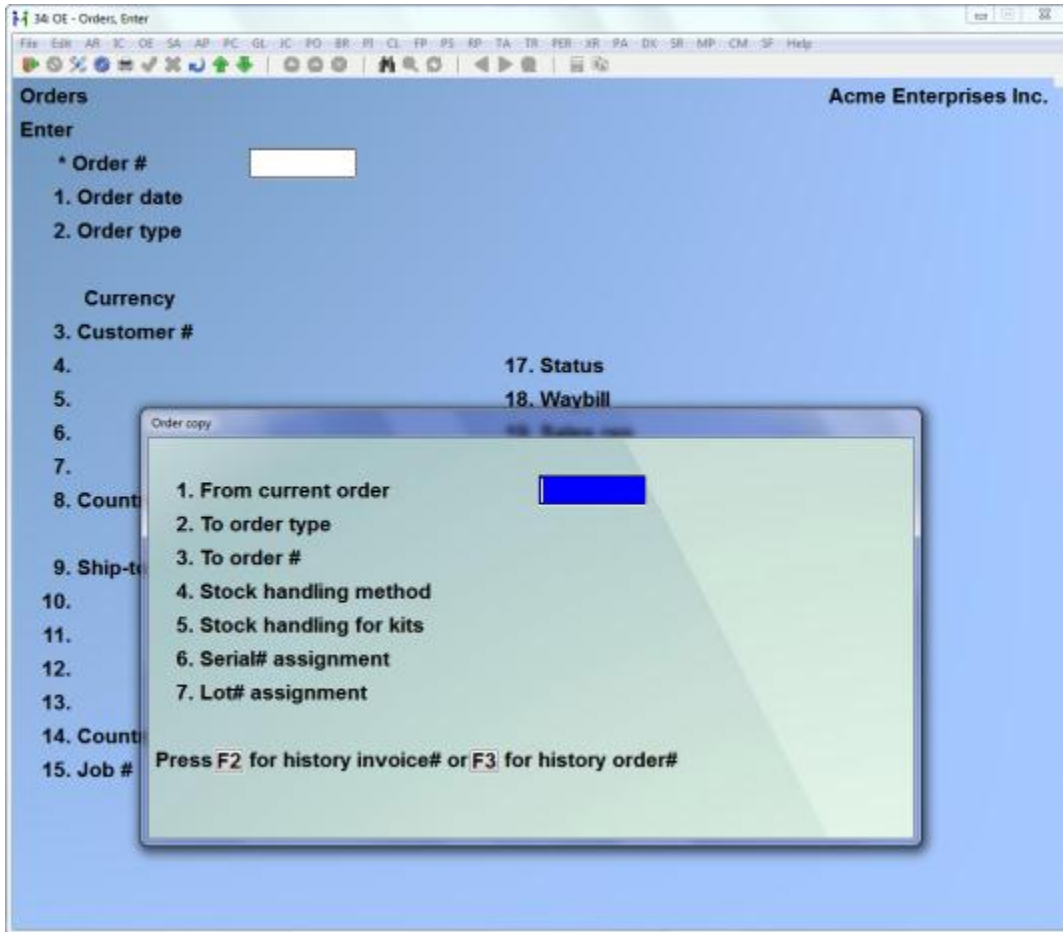 34: OE - Orders, Enter
File Edit AR IC OE SA AP PC GL JC PO BR PI CL FP PS RP TA TR PER XR PA DX SR MP CM SF Help
Orders Acme Enterprises Inc.
Enter
* Order #
1. Order date
2. Order type
Currency
3. Customer #
4. 17. Status
5. 18. Waybill
6. 19. Sales rep
7.
8. Count
9. Ship-to
10.
11.
12.
13.
14. Count
15. Job #
Order copy
1. From current order
2. To order type
3. To order #
4. Stock handling method
5. Stock handling for kits
6. Serial# assignment
7. Lot# assignment
Press F2 for history invoice# or F3 for history order#